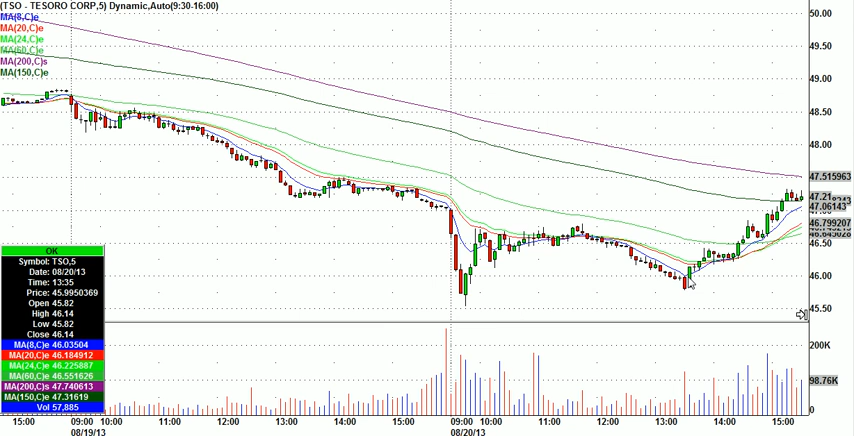 (TSO - TESORO CORP,5) Dynamic,Auto(9:30-16:00)
MA(8,C)e
MA(20,C)e
MA(24,C)e
MA(60,C)e
MA(200,C)s
MA(150,C)e
50.00
49.50
49.00
48.50
48.00
47.515963
47.21
47.06143
46.799207
46.50
46.00
45.50
200K
98.76K
0
OK
Symbol: TSO,5
Date: 08/20/13
Time: 13:35
Price: 45.9950369
Open 45.82
High 46.14
Low 45.82
Close 46.14
MA(8,C)e 46.03504
MA(20,C)e 46.184912
MA(24,C)e 46.225887
MA(60,C)e 46.551626
MA(200,C)s 47.740613
MA(150,C)e 47.31619
Vol 57,885
15:00 10:00 11:00 12:00 13:00 14:00 15:00 10:00 11:00 12:00 13:00 14:00 15:00
08/19/13 08/20/13